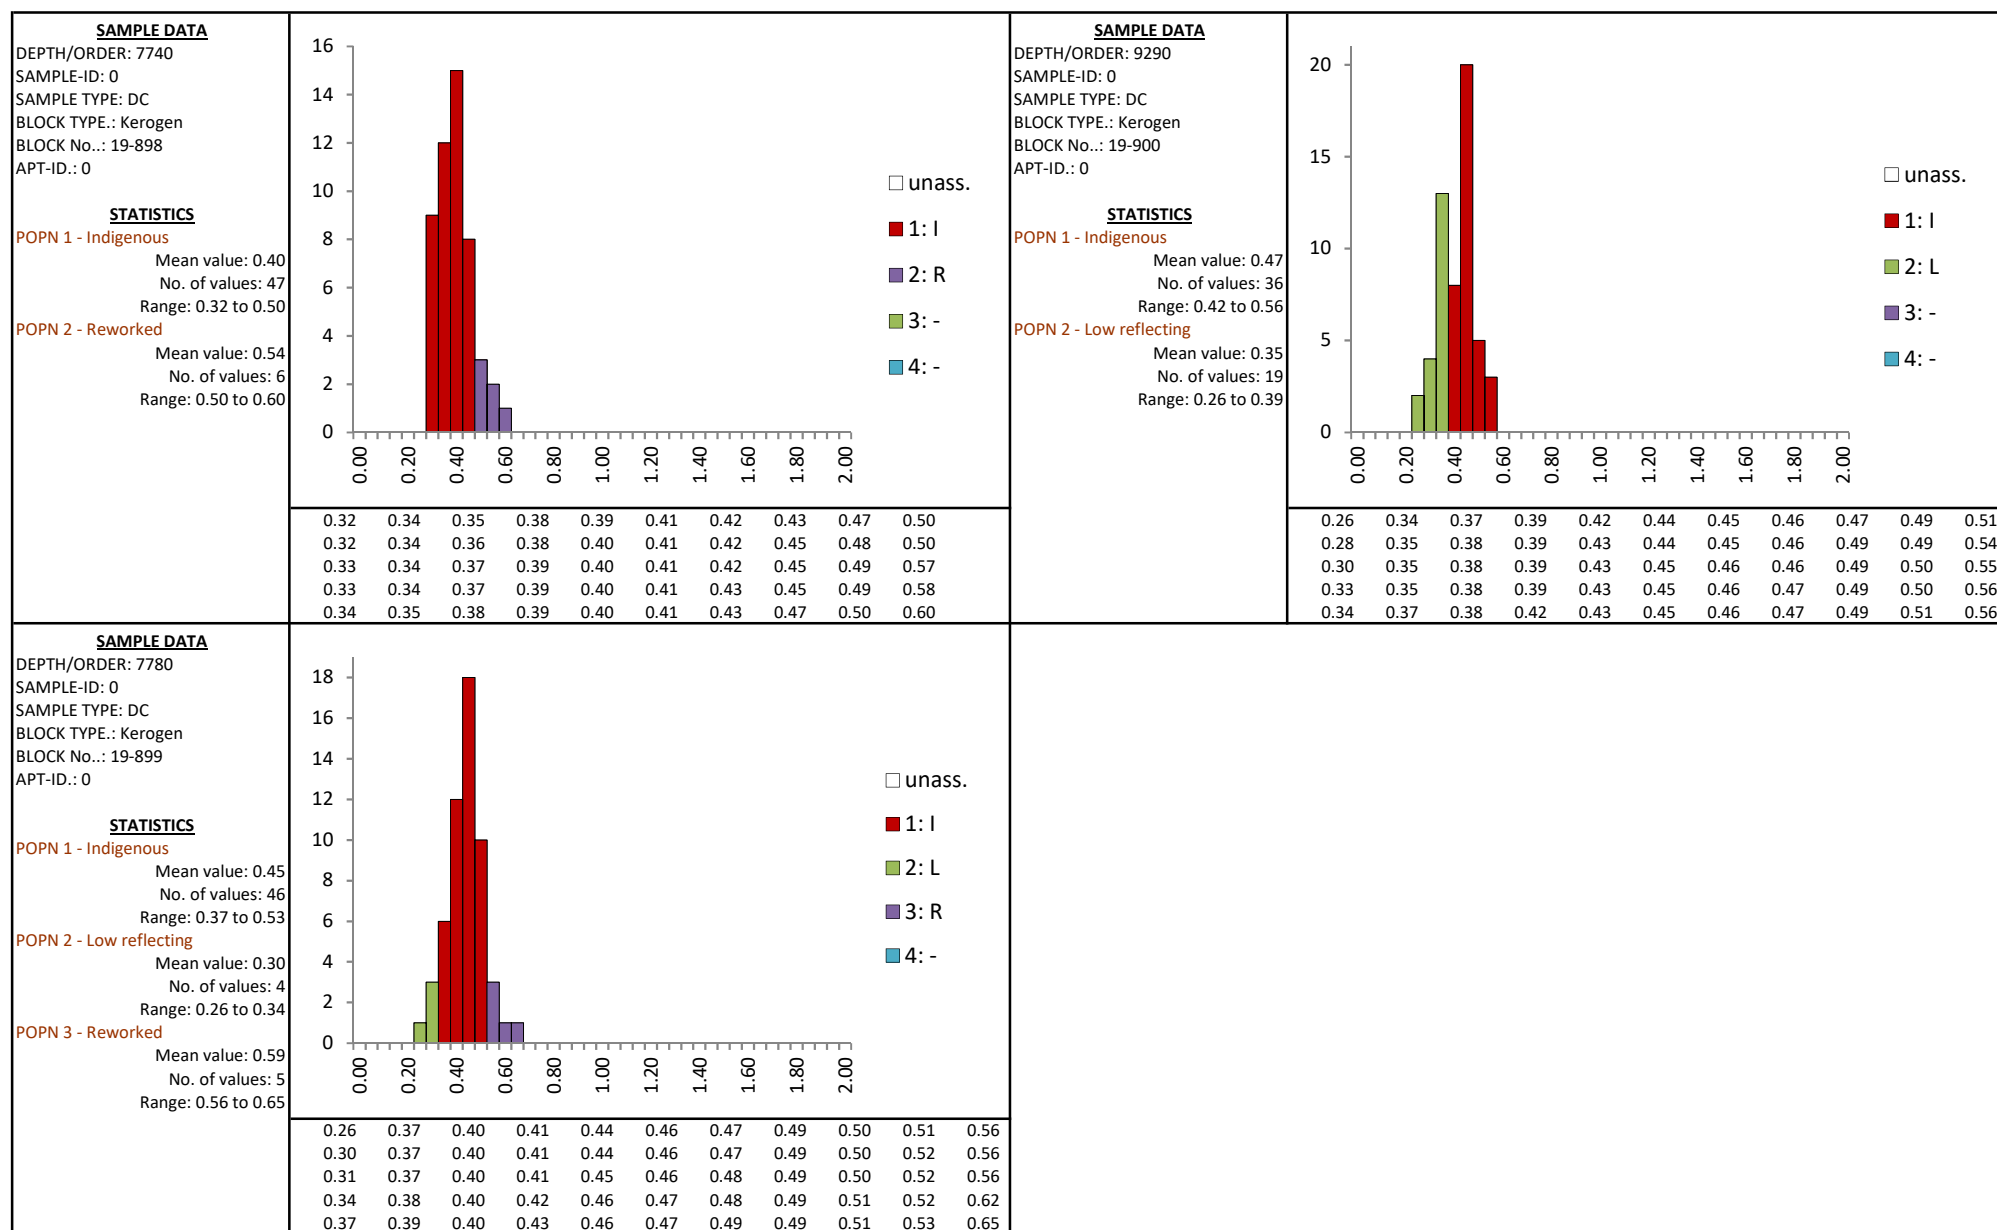 SAMPLE DATA
DEPTH/ORDER: 7740
SAMPLE-ID: 0
SAMPLE TYPE: DC
BLOCK TYPE.: Kerogen
BLOCK No..: 19-898
APT-ID.: 0
STATISTICS
POPN 1 - Indigenous
Mean value: 0.40
No. of values: 47
Range: 0.32 to 0.50
POPN 2 - Reworked
Mean value: 0.54
No. of values: 6
Range: 0.50 to 0.60
16
14
12
10
8
6
4
2
0
0.00 0.20 0.40 0.60 0.80 1.00 1.20 1.40 1.60 1.80 2.00
unass.
1: I
2: R
3: -
4: -
0.32 0.34 0.35 0.38 0.39 0.41 0.42 0.43 0.47 0.50
0.32 0.34 0.36 0.38 0.40 0.41 0.42 0.45 0.48 0.50
0.33 0.34 0.37 0.39 0.40 0.41 0.42 0.45 0.49 0.57
0.33 0.34 0.37 0.39 0.40 0.41 0.43 0.45 0.49 0.58
0.34 0.35 0.38 0.39 0.40 0.41 0.43 0.47 0.50 0.60
SAMPLE DATA
DEPTH/ORDER: 9290
SAMPLE-ID: 0
SAMPLE TYPE: DC
BLOCK TYPE.: Kerogen
BLOCK No..: 19-900
APT-ID.: 0
STATISTICS
POPN 1 - Indigenous
Mean value: 0.47
No. of values: 36
Range: 0.42 to 0.56
POPN 2 - Low reflecting
Mean value: 0.35
No. of values: 19
Range: 0.26 to 0.39
20
15
10
5
0
0.00 0.20 0.40 0.60 0.80 1.00 1.20 1.40 1.60 1.80 2.00
unass.
1: I
2: L
3: -
4: -
0.26 0.34 0.37 0.39 0.42 0.44 0.45 0.46 0.47 0.49 0.51
0.28 0.35 0.38 0.39 0.43 0.44 0.45 0.46 0.49 0.49 0.54
0.30 0.35 0.38 0.39 0.43 0.45 0.46 0.46 0.49 0.50 0.55
0.33 0.35 0.38 0.39 0.43 0.45 0.46 0.47 0.49 0.50 0.56
0.34 0.37 0.38 0.42 0.43 0.45 0.46 0.47 0.49 0.51 0.56
SAMPLE DATA
DEPTH/ORDER: 7780
SAMPLE-ID: 0
SAMPLE TYPE: DC
BLOCK TYPE.: Kerogen
BLOCK No..: 19-899
APT-ID.: 0
STATISTICS
POPN 1 - Indigenous
Mean value: 0.45
No. of values: 46
Range: 0.37 to 0.53
POPN 2 - Low reflecting
Mean value: 0.30
No. of values: 4
Range: 0.26 to 0.34
POPN 3 - Reworked
Mean value: 0.59
No. of values: 5
Range: 0.56 to 0.65
18
16
14
12
10
8
6
4
2
0
0.00 0.20 0.40 0.60 0.80 1.00 1.20 1.40 1.60 1.80 2.00
unass.
1: I
2: L
3: R
4: -
0.26 0.37 0.40 0.41 0.44 0.46 0.47 0.49 0.50 0.51 0.56
0.30 0.37 0.40 0.41 0.44 0.46 0.47 0.49 0.50 0.52 0.56
0.31 0.37 0.40 0.41 0.45 0.46 0.48 0.49 0.50 0.52 0.56
0.34 0.38 0.40 0.42 0.46 0.47 0.48 0.49 0.51 0.52 0.62
0.37 0.39 0.40 0.43 0.46 0.47 0.49 0.49 0.51 0.53 0.65